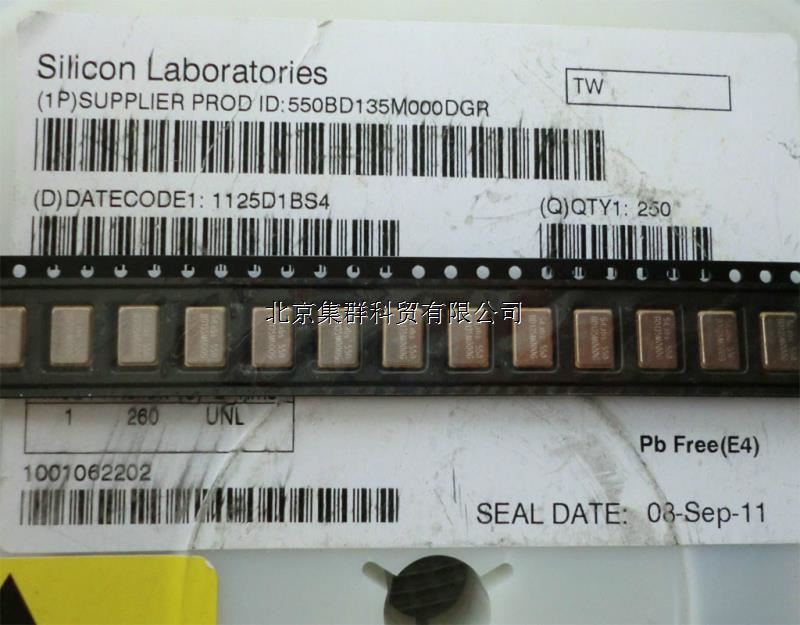 Silicon Laboratories
TW
(1P)SUPPLIER PROD ID:550BD135M000DGR
(D)DATECODE1: 1125D1BS4
(Q)QTY1: 250
北京集群科贸有限公司
1 260 UNL
Pb Free(E4)
1001062202
SEAL DATE: 08-Sep-11